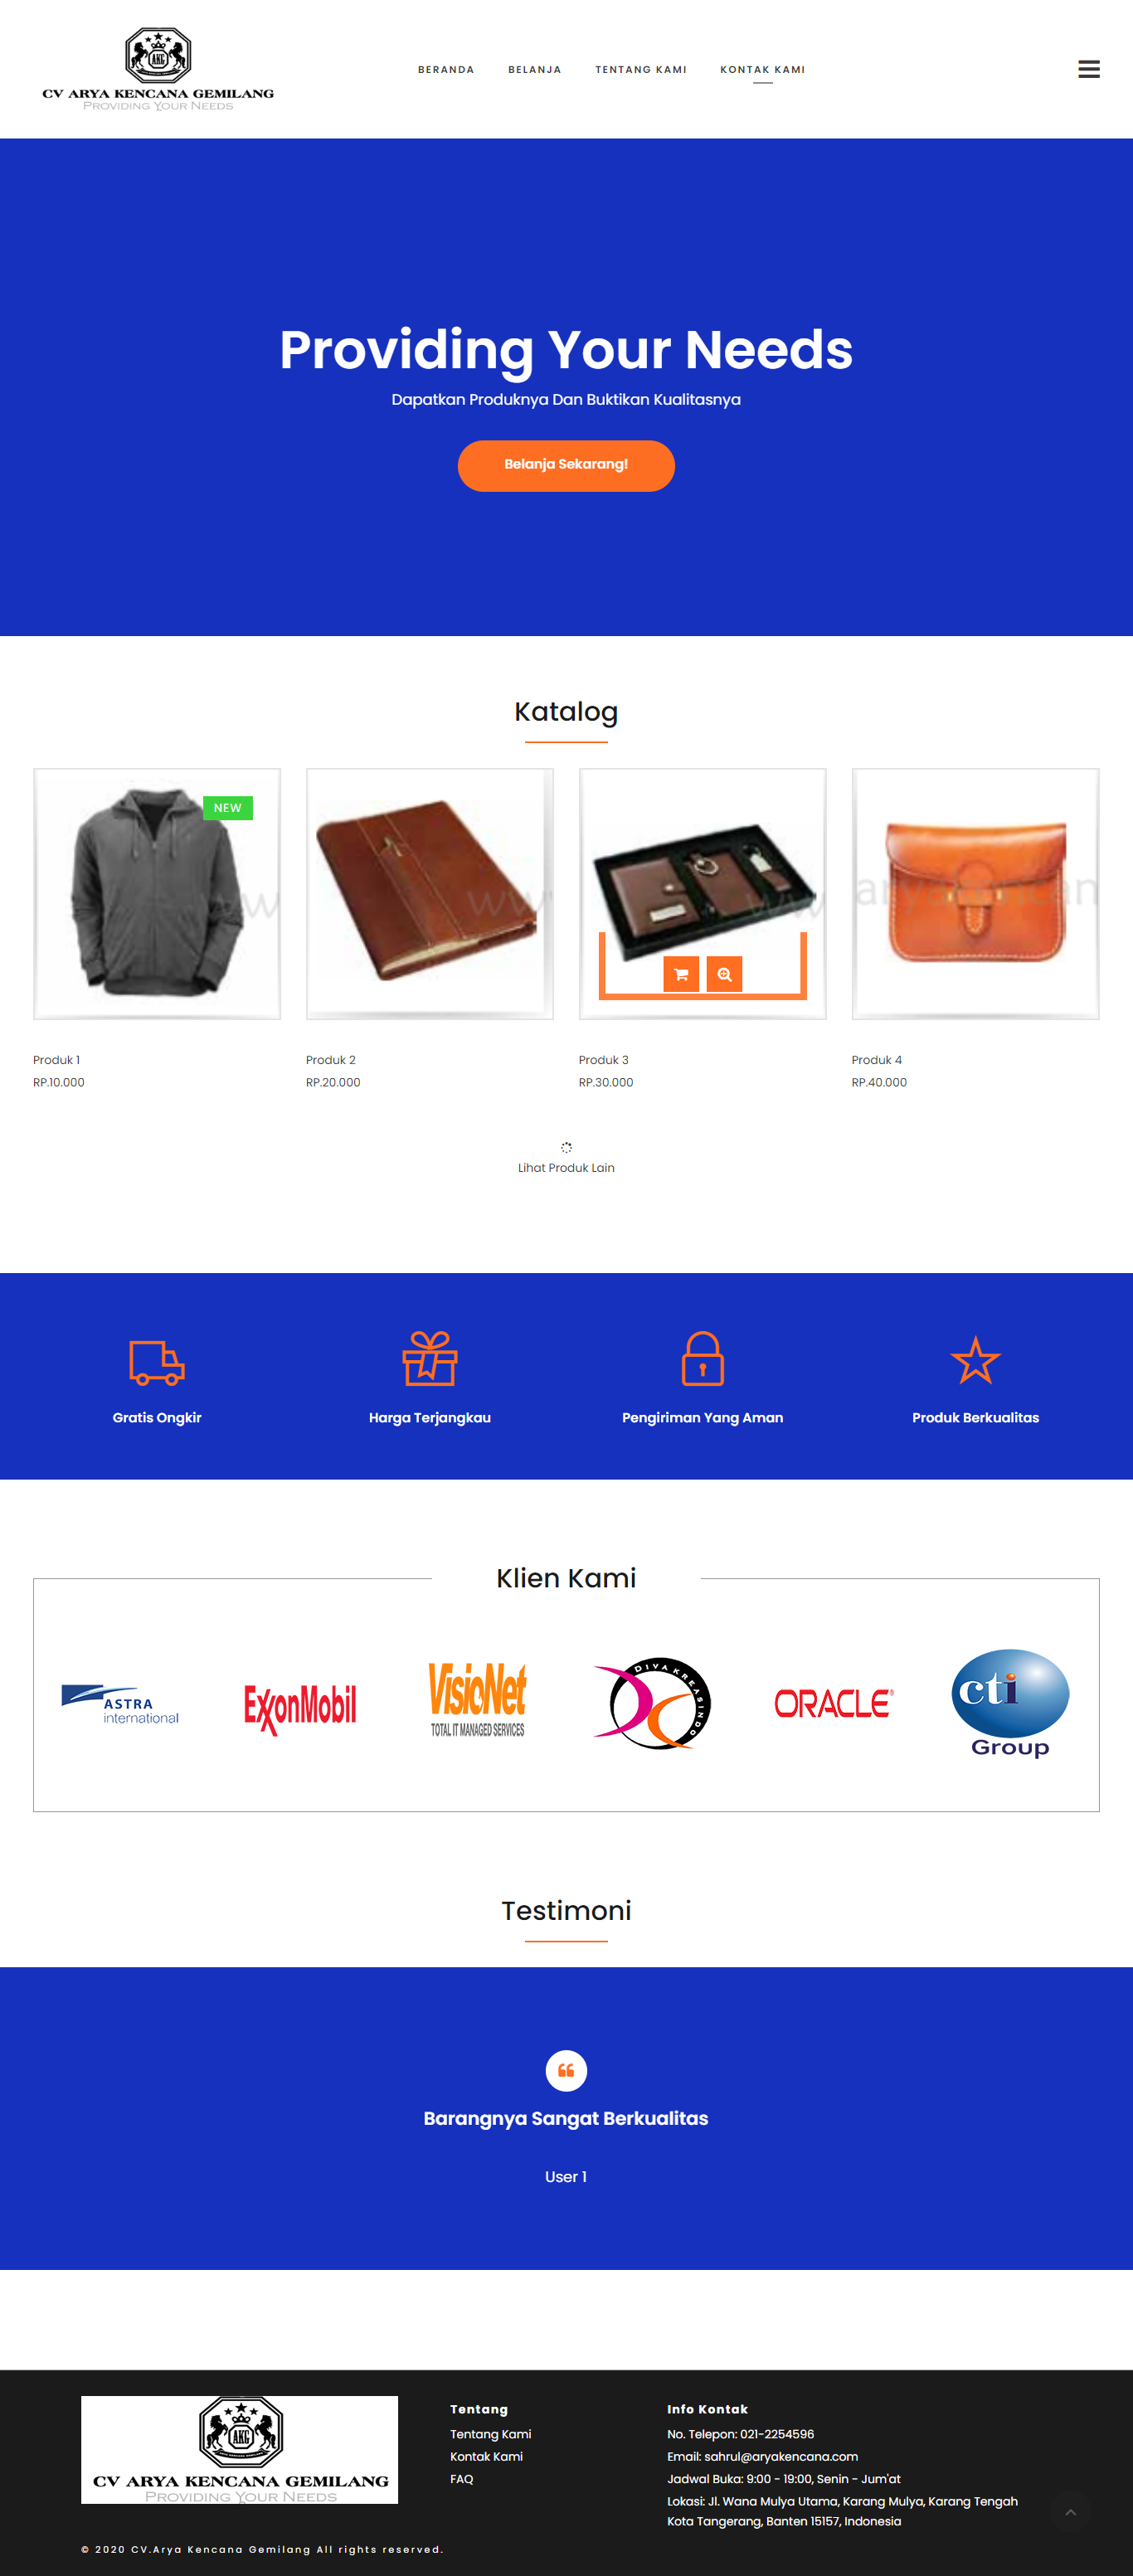 AKG
CV ARYA KENCANA GEMILANG
PROVIDING YOUR NEEDS
BERANDA
BELANJA
TENTANG KAMI
KONTAK KAMI
Providing Your Needs
Dapatkan Produknya Dan Buktikan Kualitasnya
Belanja Sekarang!
Katalog
NEW
Produk 1
RP.10.000
Produk 2
RP.20.000
Produk 3
RP.30.000
Produk 4
RP.40.000
Lihat Produk Lain
Gratis Ongkir
Harga Terjangkau
Pengiriman Yang Aman
Produk Berkualitas
Klien Kami
ASTRA
international
ExxonMobil
VisioNet
TOTAL IT MANAGED SERVICES
DIVA KREASINDO
ORACLE®
cti
Group
Testimoni
Barangnya Sangat Berkualitas
User 1
AKG
CV ARYA KENCANA GEMILANG
PROVIDING YOUR NEEDS
Tentang
Tentang Kami
Kontak Kami
FAQ
Info Kontak
No. Telepon: 021-2254596
Email: sahrul@aryakencana.com
Jadwal Buka: 9:00 - 19:00, Senin - Jum'at
Lokasi: Jl. Wana Mulya Utama, Karang Mulya, Karang Tengah
Kota Tangerang, Banten 15157, Indonesia
© 2020 CV.Arya Kencana Gemilang All rights reserved.